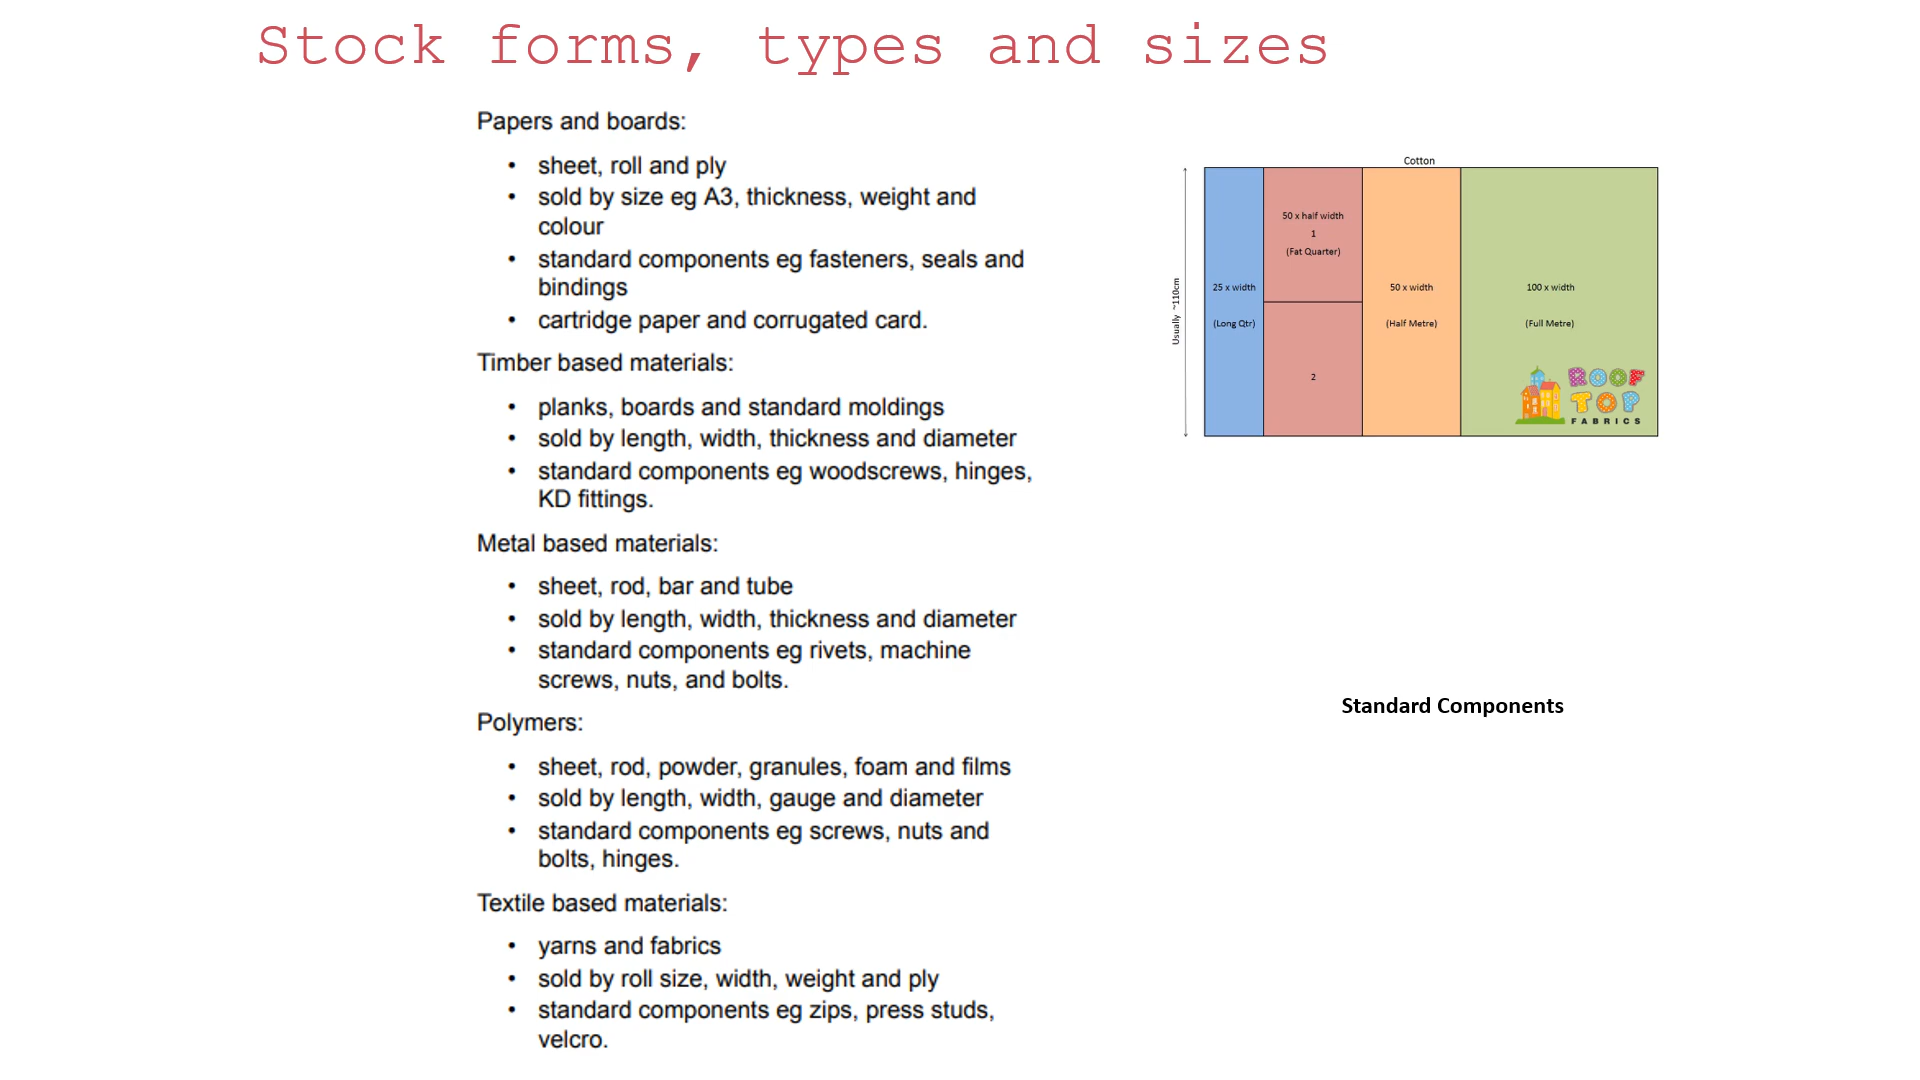 Stock forms, types and sizes
Papers and boards:
• sheet, roll and ply
• sold by size eg A3, thickness, weight and
colour
• standard components eg fasteners, seals and
bindings
• cartridge paper and corrugated card.
Timber based materials:
• planks, boards and standard moldings
• sold by length, width, thickness and diameter
• standard components eg woodscrews, hinges,
KD fittings.
Metal based materials:
• sheet, rod, bar and tube
• sold by length, width, thickness and diameter
• standard components eg rivets, machine
screws, nuts, and bolts.
Polymers:
• sheet, rod, powder, granules, foam and films
• sold by length, width, gauge and diameter
• standard components eg screws, nuts and
bolts, hinges.
Textile based materials:
• yarns and fabrics
• sold by roll size, width, weight and ply
• standard components eg zips, press studs,
velcro.
Cotton
Usually ~110cm
25 x width
(Long Qtr)
50 x half width
1
(Fat Quarter)
2
50 x width
(Half Metre)
100 x width
(Full Metre)
ROOF
TOP
FABRICS
Standard Components